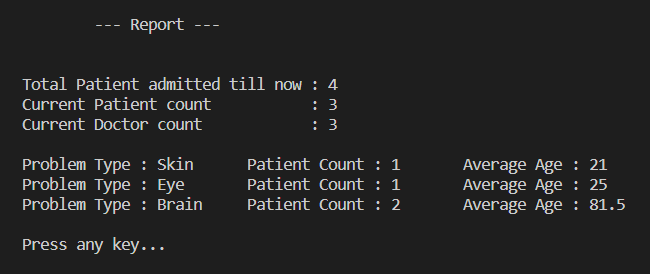 --- Report ---
Total Patient admitted till now : 4
Current Patient count : 3
Current Doctor count : 3
Problem Type : Skin Patient Count : 1 Average Age : 21
Problem Type : Eye Patient Count : 1 Average Age : 25
Problem Type : Brain Patient Count : 2 Average Age : 81.5
Press any key...